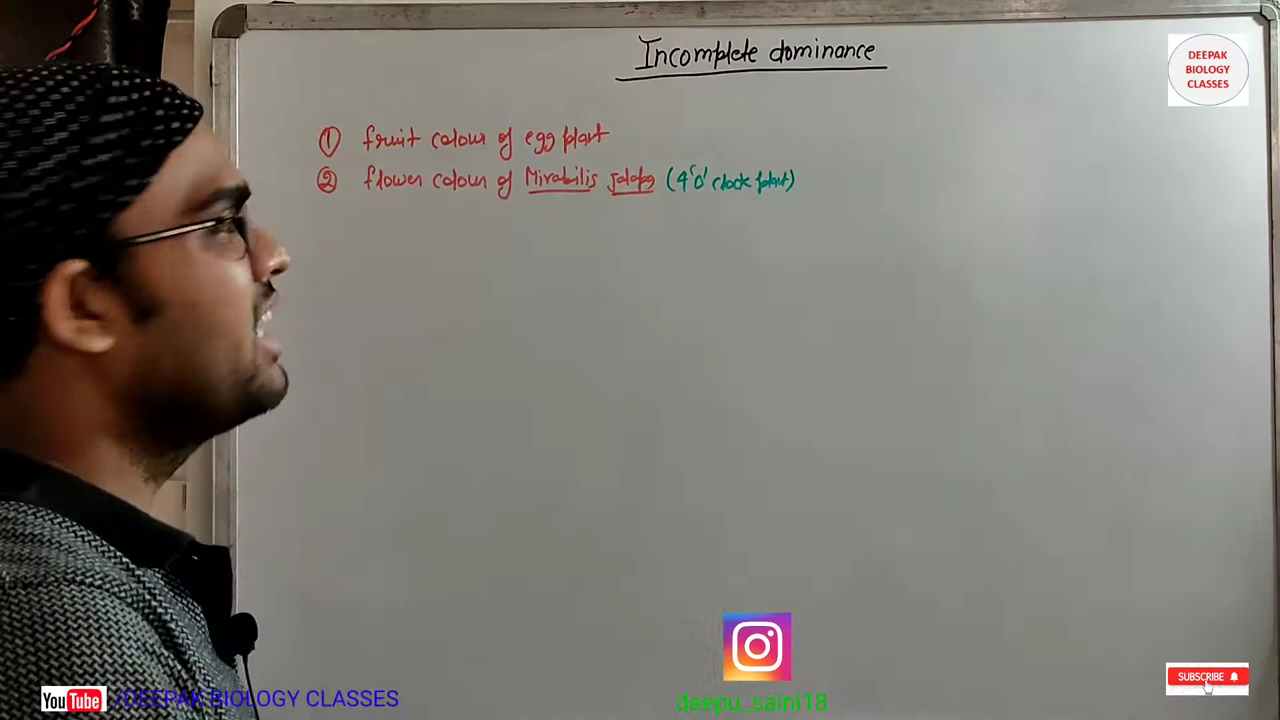 Incomplete dominance
DEEPAK
BIOLOGY
CLASSES
① fruit colour of egg plant
② flower colour of Mirabilis jalapa (4'O' clock plant)
SUBSCRIBE
YouTube /DEEPAK BIOLOGY CLASSES
deepu_saini18